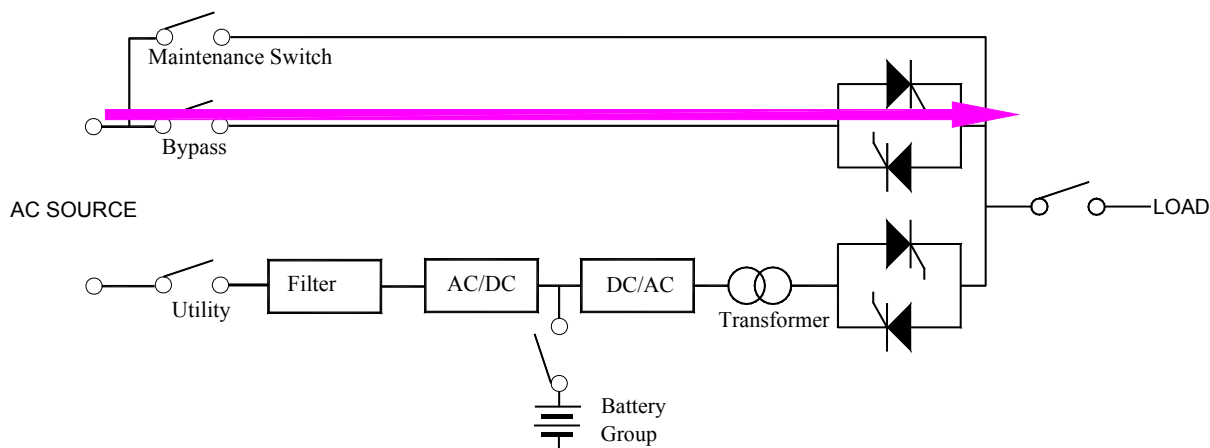 Maintenance Switch
Bypass
AC SOURCE
LOAD
Filter
AC/DC
DC/AC
Utility
Transformer
Battery
Group